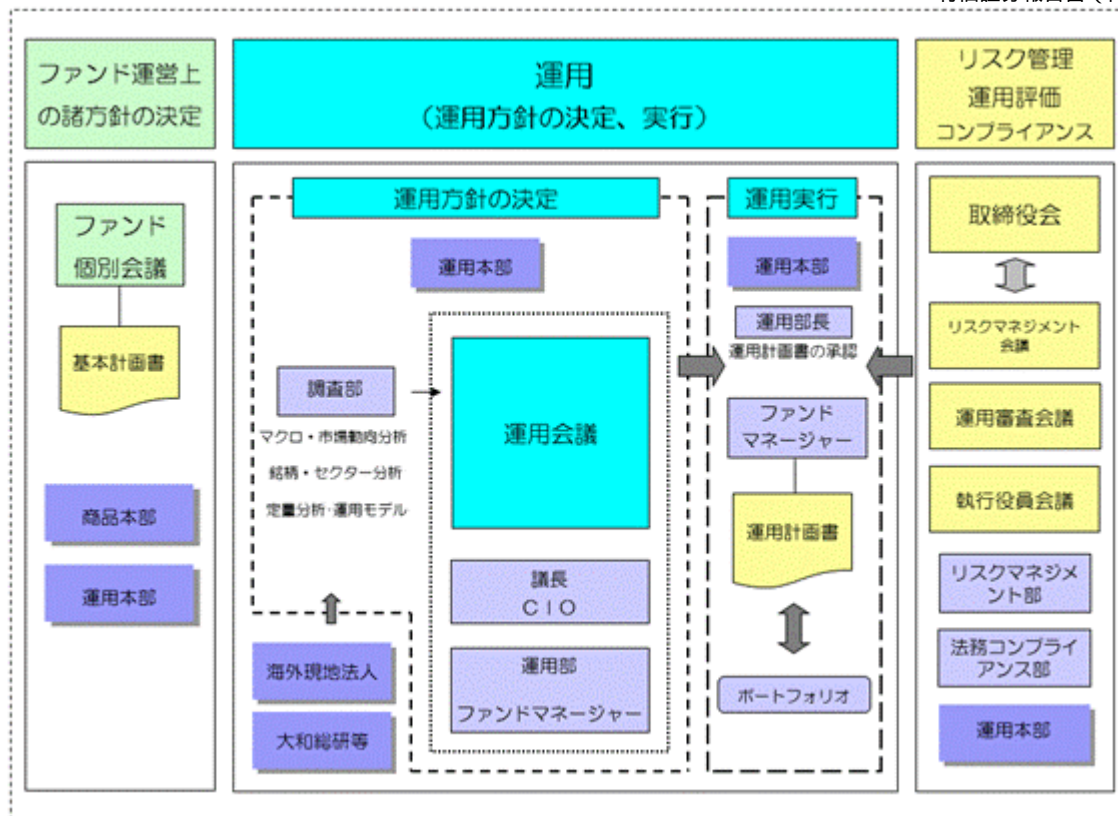 ファンド運営上
の諸方針の決定
運用
（運用方針の決定、実行）
リスク管理
運用評価
コンプライアンス
ファンド
個別会議
基本計画書
商品本部
運用本部
運用方針の決定
運用本部
調査部
マクロ・市場動向分析
銘柄・セクター分析
定量分析・運用モデル
運用会議
議長
CIO
運用部
ファンドマネージャー
海外現地法人
大和総研等
運用実行
運用本部
運用部長
運用計画書の承認
ファンド
マネージャー
運用計画書
ポートフォリオ
取締役会
リスクマネジメント
会議
運用審査会議
執行役員会議
リスクマネジメ
ント部
法務コンプライ
アンス部
運用本部